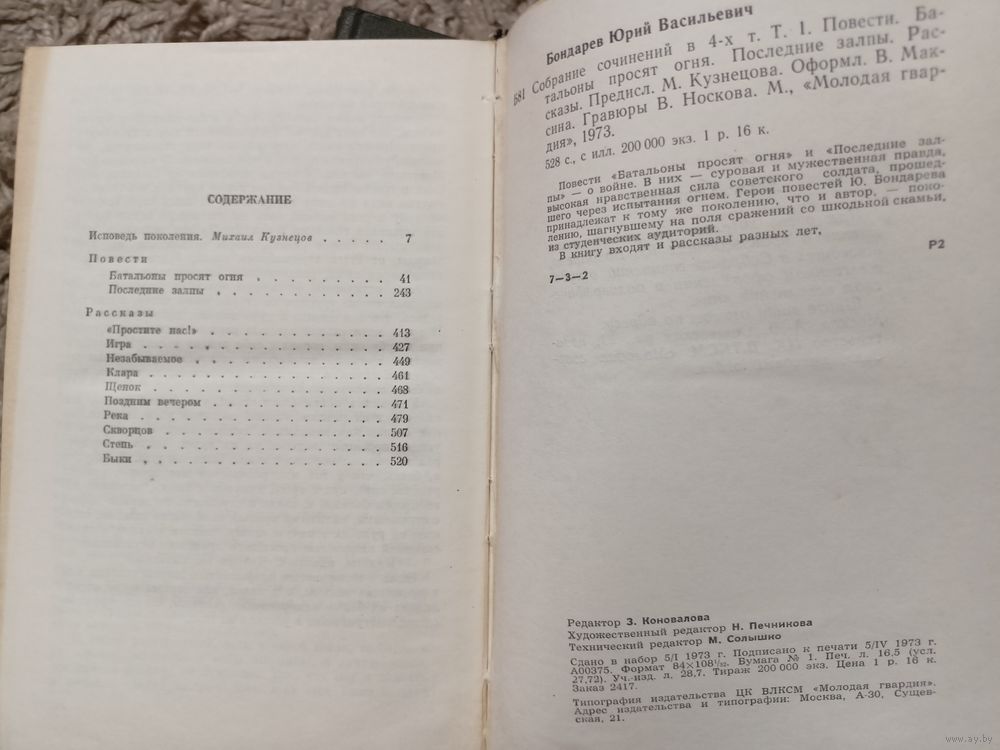 СОДЕРЖАНИЕ
Исповедь поколения. Михаил Кузнецов . . . . . 7
Повести
Батальоны просят огня . . . . . . . . . . 41
Последние залпы . . . . . . . . . . . . 243
Рассказы
«Простите нас!» . . . . . . . . . . . . . 413
Игра . . . . . . . . . . . . . . . . . 427
Незабываемое . . . . . . . . . . . . . . 449
Клара . . . . . . . . . . . . . . . . . 461
Щенок . . . . . . . . . . . . . . . . . 468
Поздним вечером . . . . . . . . . . . . 471
Река . . . . . . . . . . . . . . . . . 479
Скворцов . . . . . . . . . . . . . . . 507
Степь . . . . . . . . . . . . . . . . . 516
Быки . . . . . . . . . . . . . . . . . 520
Бондарев Юрий Васильевич
Б81 Собрание сочинений в 4-х т. Т. 1. Повести. Ба-
тальоны просят огня. Последние залпы. Рас-
сказы. Предисл. М. Кузнецова. Оформл. В. Мак-
сина. Гравюры В. Носкова. М., «Молодая гвар-
дия», 1973.
528 с., с илл. 200 000 экз. 1 р. 16 к.
Повести «Батальоны просят огня» и «Последние зал-
пы» — о войне. В них — суровая и мужественная правда,
высокая нравственная сила советского солдата, прошед-
шего через испытания огнем. Герои повестей Ю. Бондарева
принадлежат к тому же поколению, что и автор, — поко-
лению, шагнувшему на поля сражений со школьной скамьи,
из студенческих аудиторий.
В книгу входят и рассказы разных лет.
7—3—2
Р2
Редактор З. Коновалова
Художественный редактор Н. Печникова
Технический редактор М. Солышко
Сдано в набор 5/I 1973 г. Подписано к печати 5/IV 1973 г.
А00375. Формат 84×108¹/₃₂. Бумага № 1. Печ. л. 16,5 (усл.
27,72). Уч.-изд. л. 28,7. Тираж 200 000 экз. Цена 1 р. 16 к.
Заказ 2417.
Типография издательства ЦК ВЛКСМ «Молодая гвардия».
Адрес издательства и типографии: Москва, А-30, Сущев-
ская, 21.
www.ay.by